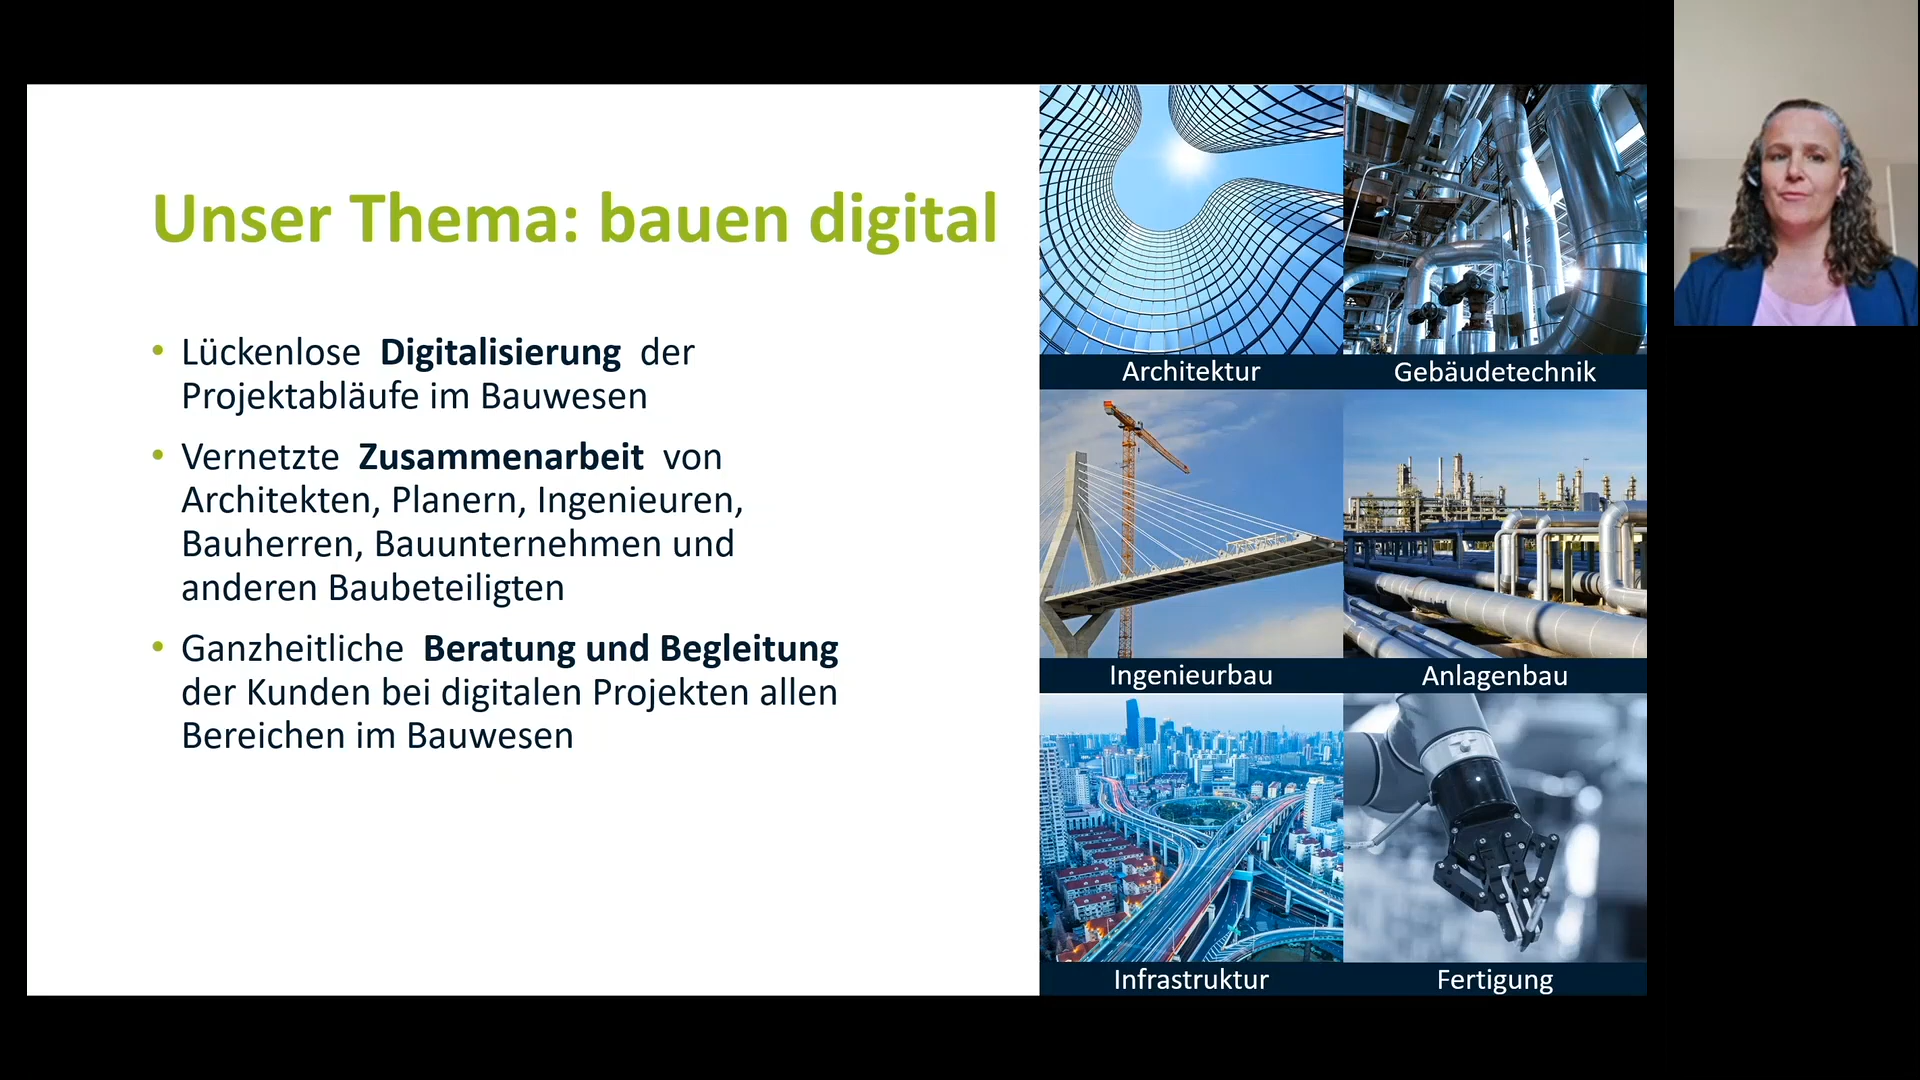 Unser Thema: bauen digital
• Lückenlose Digitalisierung der
Projektabläufe im Bauwesen
• Vernetzte Zusammenarbeit von
Architekten, Planern, Ingenieuren,
Bauherren, Bauunternehmen und
anderen Baubeteiligten
• Ganzheitliche Beratung und Begleitung
der Kunden bei digitalen Projekten allen
Bereichen im Bauwesen
Architektur
Gebäudetechnik
Ingenieurbau
Anlagenbau
Infrastruktur
Fertigung